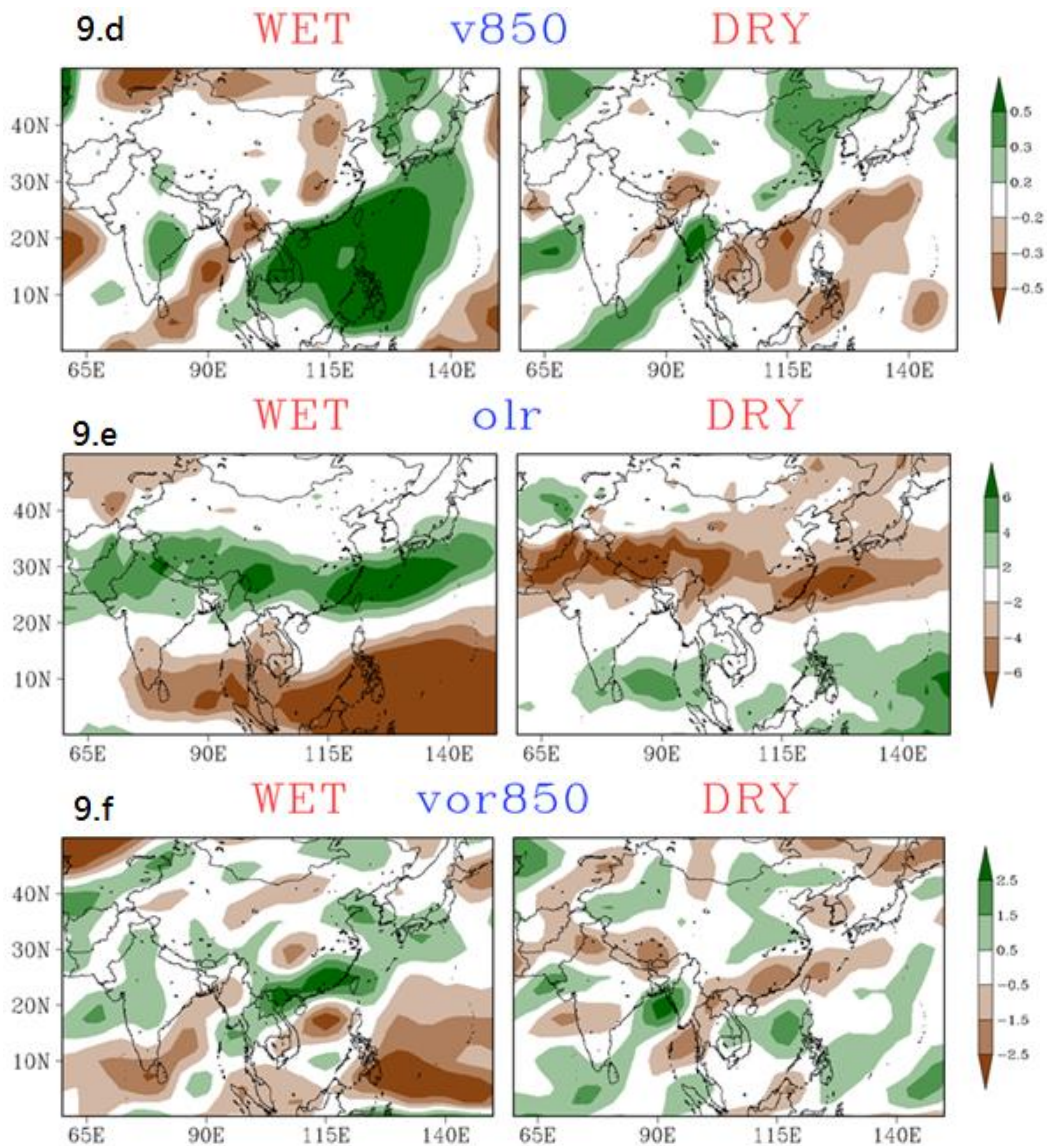 9.d WET v850 DRY
40N
30N
20N
10N
0.5
0.3
0.2
−0.2
−0.3
−0.5
65E 90E 115E 140E 65E 90E 115E 140E
9.e WET olr DRY
40N
30N
20N
10N
6
4
2
−2
−4
−6
65E 90E 115E 140E 65E 90E 115E 140E
9.f WET vor850 DRY
40N
30N
20N
10N
2.5
1.5
0.5
−0.5
−1.5
−2.5
65E 90E 115E 140E 65E 90E 115E 140E